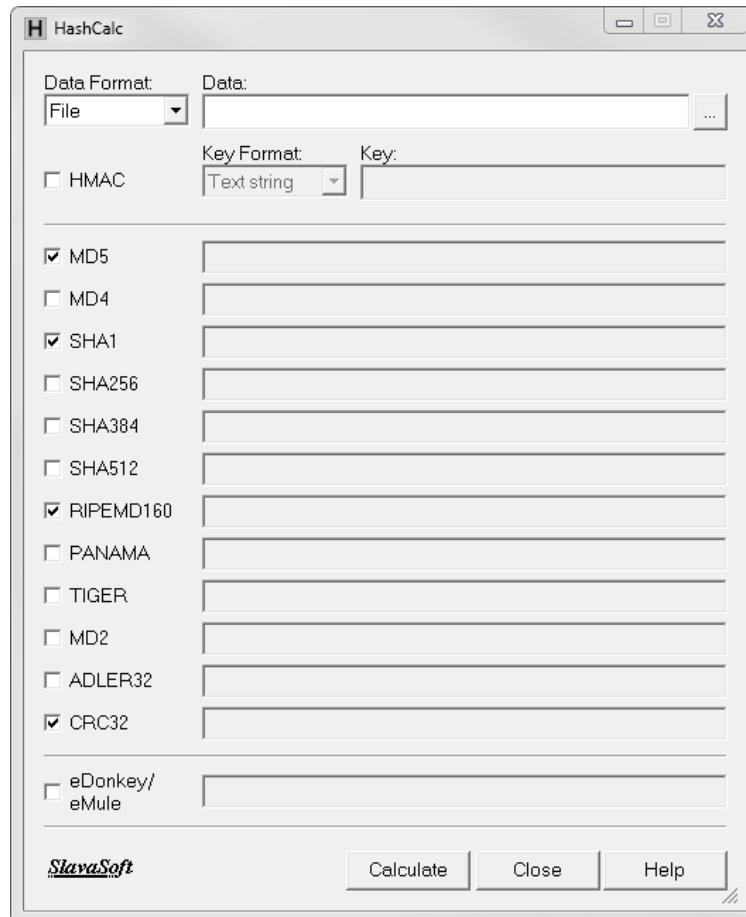 H HashCalc
Data Format: Data:
File ...
Key Format: Key:
HMAC Text string
MD5
MD4
SHA1
SHA256
SHA384
SHA512
RIPEMD160
PANAMA
TIGER
MD2
ADLER32
CRC32
eDonkey/
eMule
SlavaSoft Calculate Close Help